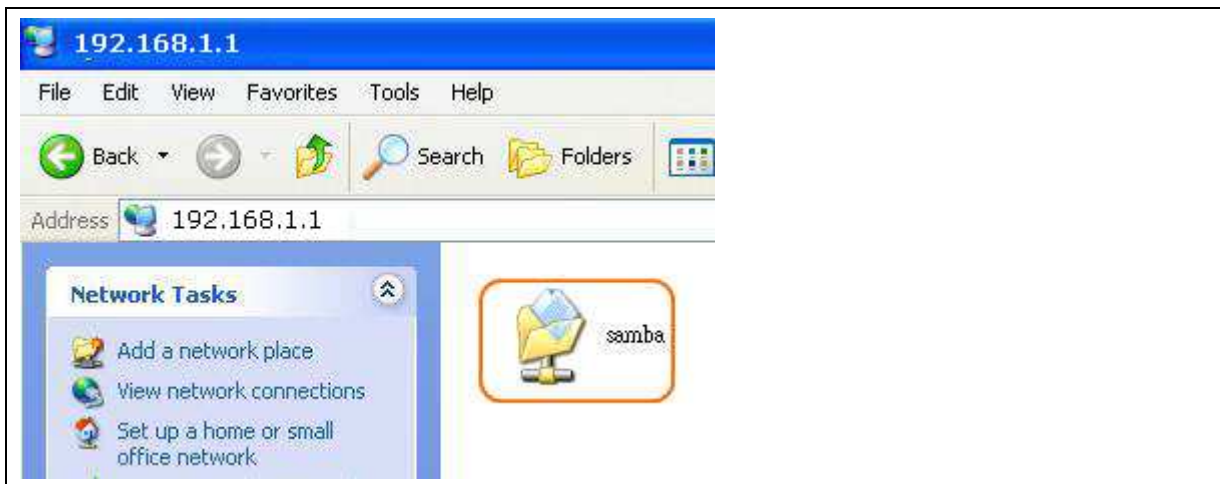 192.168.1.1
File Edit View Favorites Tools Help
Back Search Folders
Address 192.168.1.1
Network Tasks
samba
Add a network place
View network connections
Set up a home or small
office network